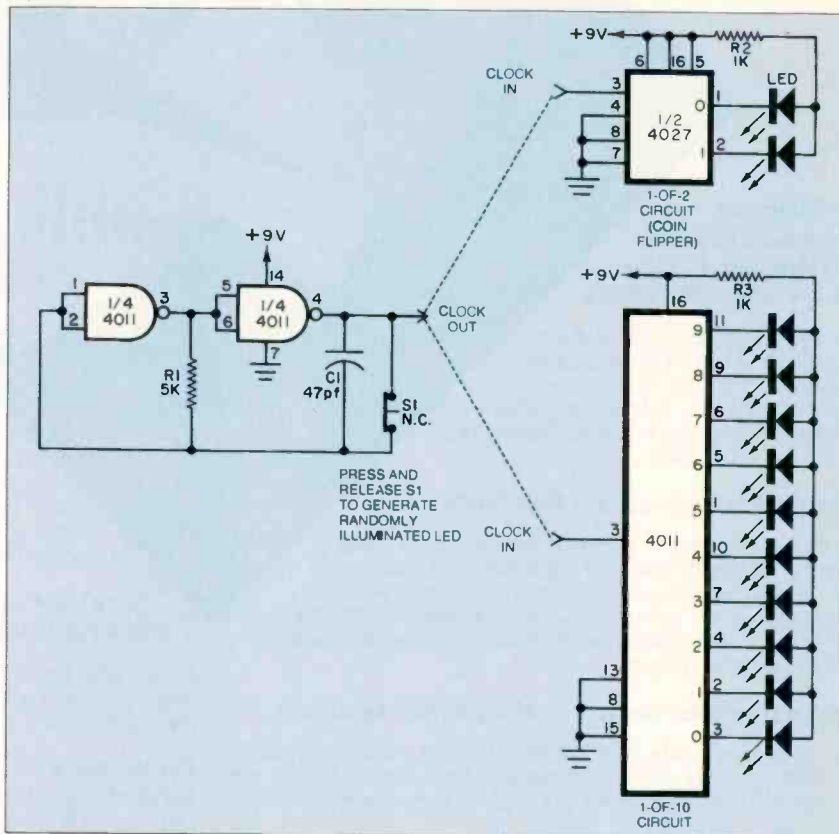 +9V
R2
1K
6 16 5
CLOCK
IN
LED
3
4
8
7
1/2
4027
0 1
1 2
1-OF-2
CIRCUIT
(COIN
FLIPPER)
+9V
14
1
2
1/4
4011
3
5
6
1/4
4011
4
7
R1
5K
C1
47pf
S1
N.C.
CLOCK
OUT
PRESS AND
RELEASE S1
TO GENERATE
RANDOMLY
ILLUMINATED LED
CLOCK
IN
+9V
R3
1K
16
3
4011
13
8
15
9 11
8 9
7 6
6 5
5 1
4 10
3 7
2 4
1 2
0 3
1-OF-10
CIRCUIT